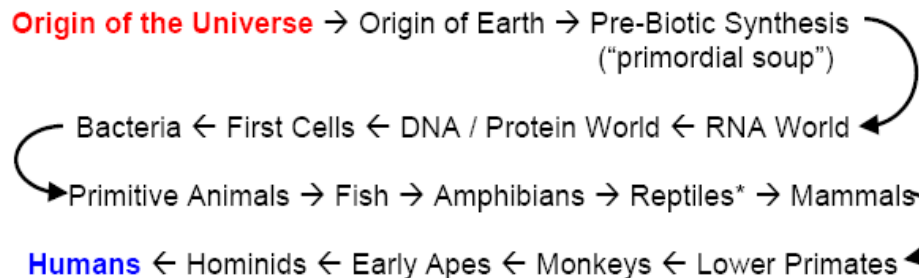 Origin of the Universe → Origin of Earth → Pre-Biotic Synthesis
(“primordial soup”)
Bacteria ← First Cells ← DNA / Protein World ← RNA World
Primitive Animals → Fish → Amphibians → Reptiles* → Mammals
Humans ← Hominids ← Early Apes ← Monkeys ← Lower Primates